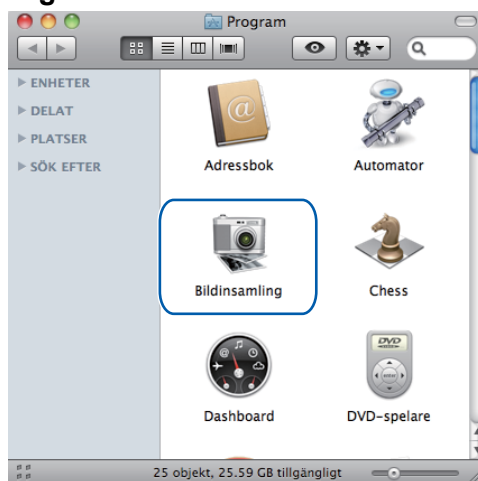 Program
ENHETER
DELAT
PLATSER
SÖK EFTER
Adressbok
Automator
Bildinsamling
Chess
Dashboard
DVD-spelare
25 objekt, 25.59 GB tillgängligt